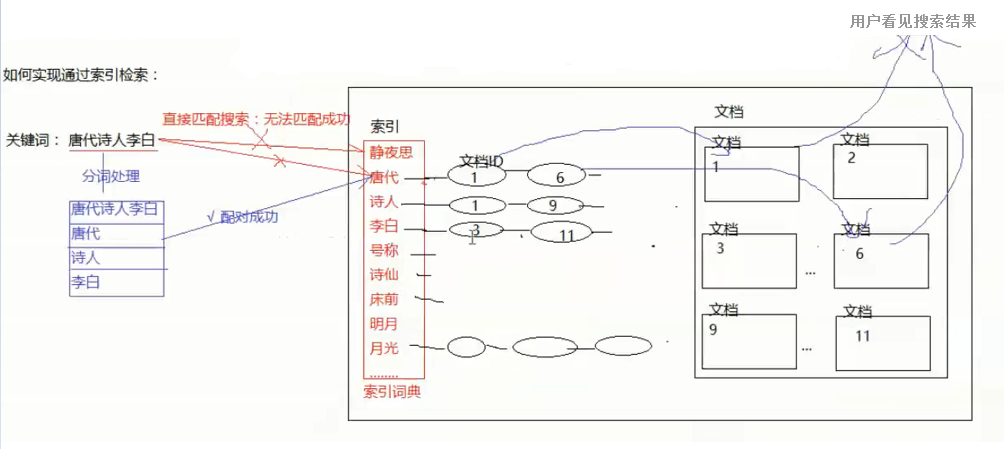 用户看见搜索结果
如何实现通过索引检索：
关键词： 唐代诗人李白
直接匹配搜索：无法匹配成功
分词处理
唐代诗人李白
唐代
诗人
李白
√ 配对成功
索引
静夜思
唐代
诗人
李白
号称
诗仙
床前
明月
月光
........
索引词典
文档ID
1 6
1 9
3 11
文档
文档
1
文档
2
文档
3
...
文档
6
文档
9
...
文档
11